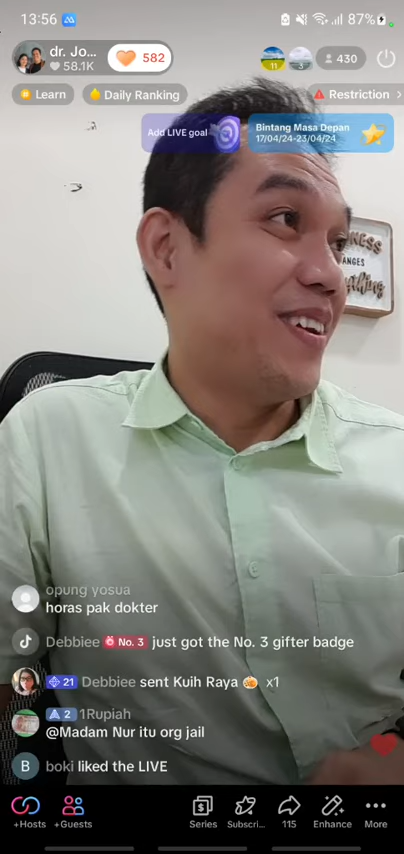 13:56
87%
dr. Jo...
58.1K
582
11
3
430
Learn
Daily Ranking
Restriction >
Add LIVE goal
Bintang Masa Depan
17/04/24-23/04/24
NESS
ANGES
opung yosua
horas pak dokter
Debbiee No. 3 just got the No. 3 gifter badge
21 Debbiee sent Kuih Raya x1
2 1Rupiah
@Madam Nur itu org jail
B boki liked the LIVE
+Hosts
+Guests
Series
Subscri...
115
Enhance
More